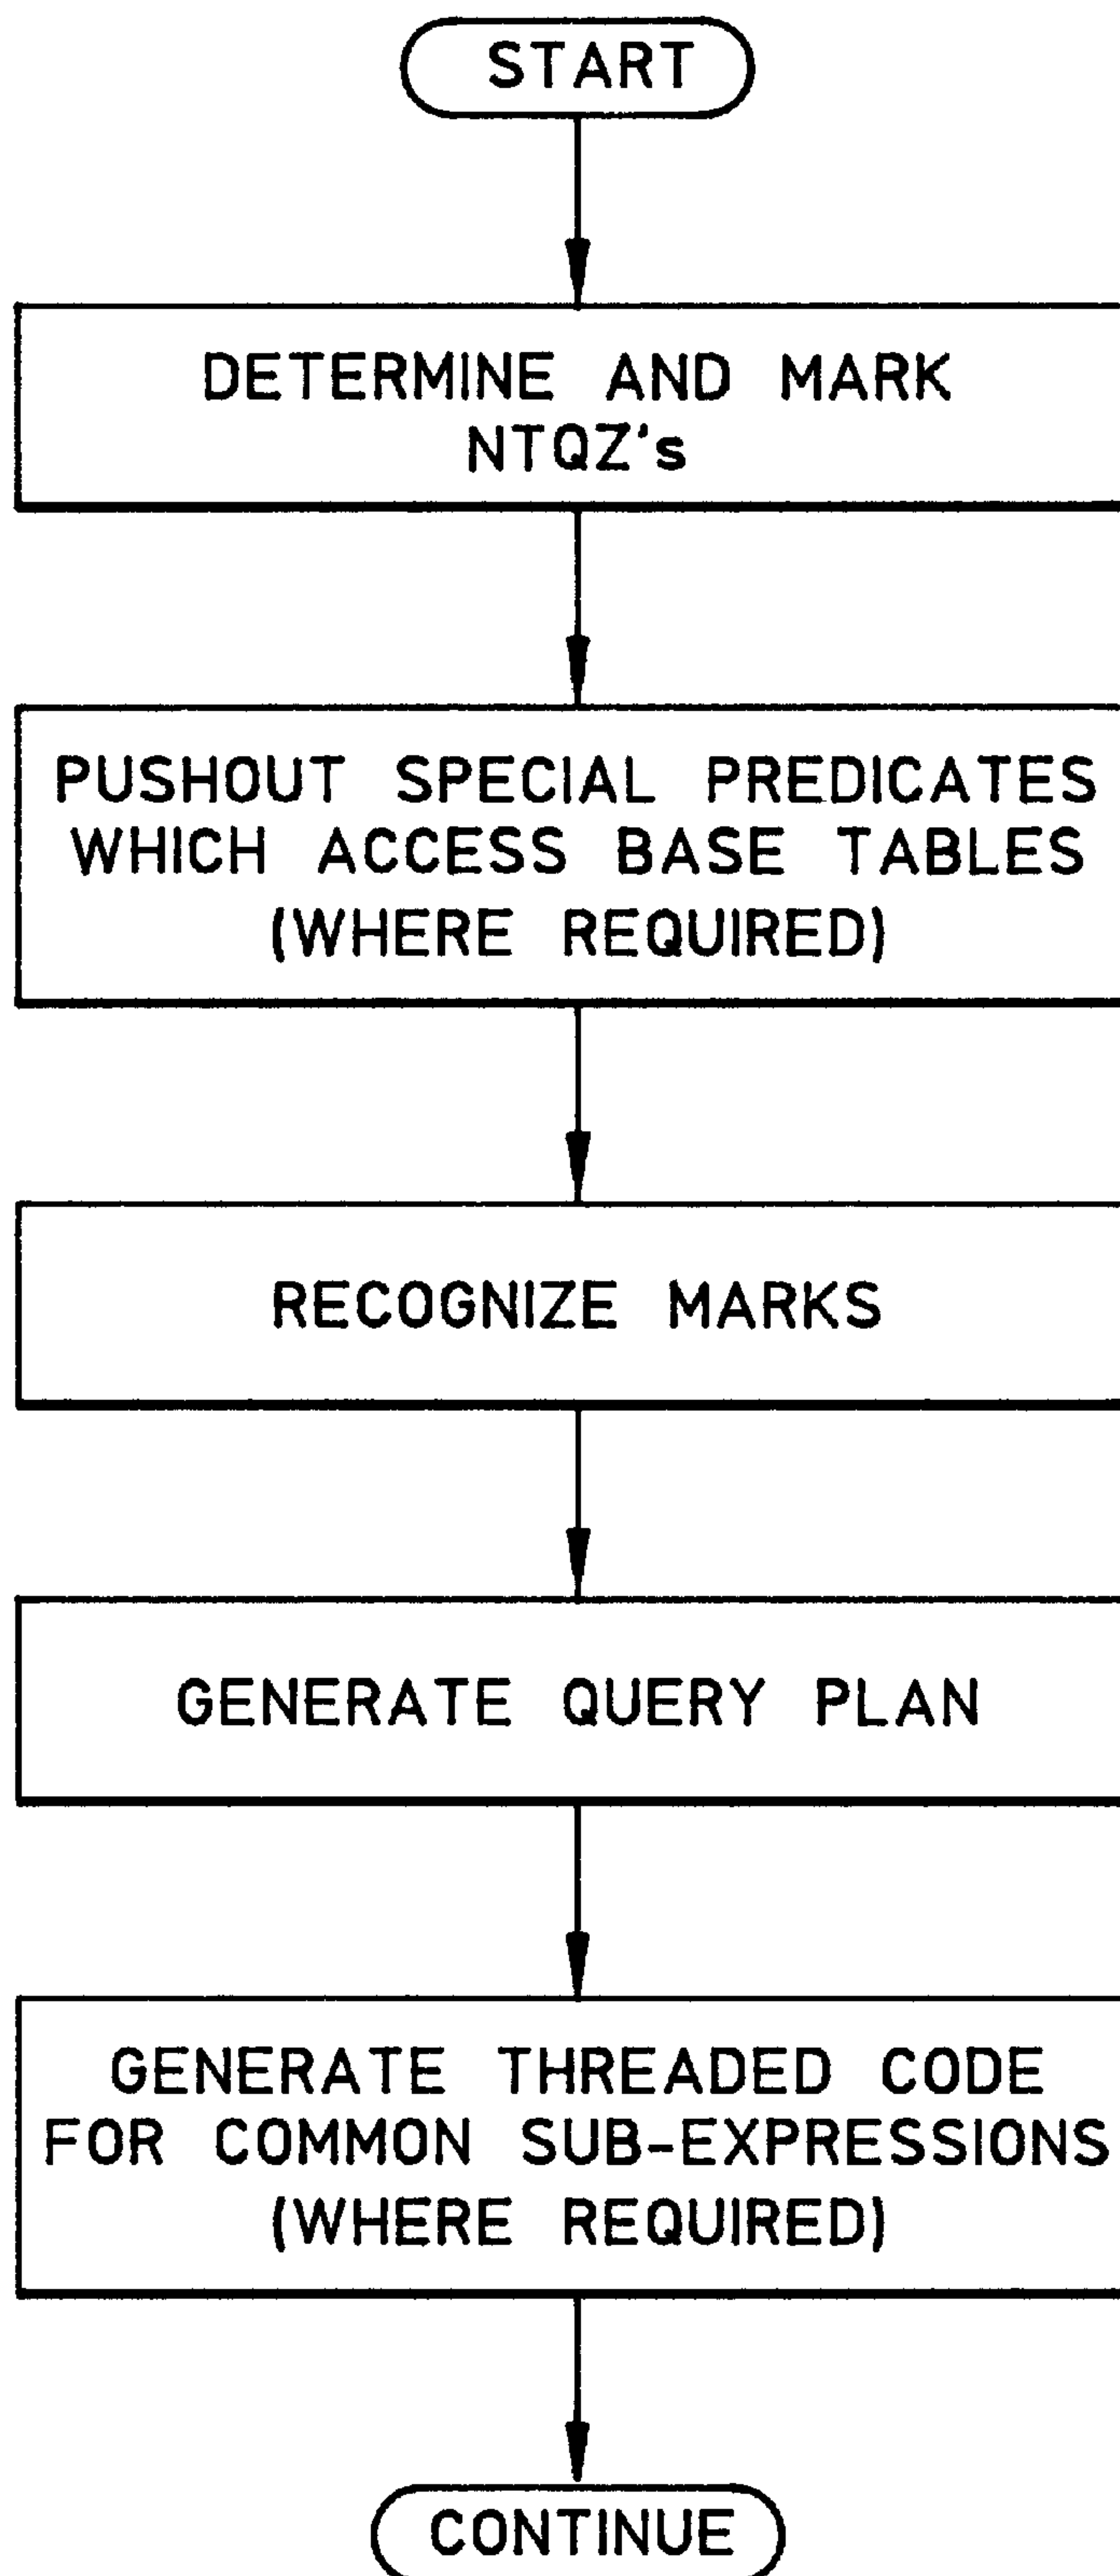 START
DETERMINE AND MARK
NTQZ's
PUSHOUT SPECIAL PREDICATES
WHICH ACCESS BASE TABLES
(WHERE REQUIRED)
RECOGNIZE MARKS
GENERATE QUERY PLAN
GENERATE THREADED CODE
FOR COMMON SUB-EXPRESSIONS
(WHERE REQUIRED)
CONTINUE